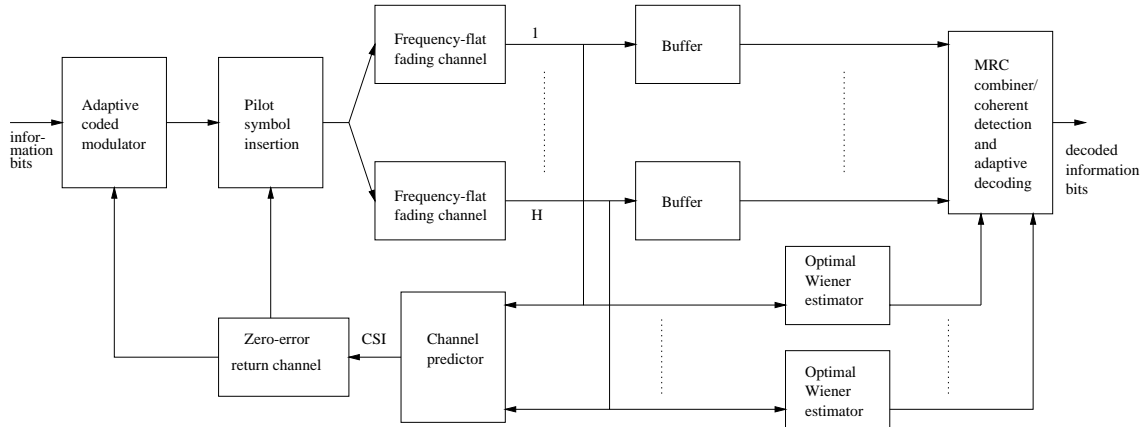 infor-
mation
bits
Adaptive
coded
modulator
Pilot
symbol
insertion
Frequency-flat
fading channel
1
Buffer
Frequency-flat
fading channel
H
Buffer
MRC
combiner/
coherent
detection
and
adaptive
decoding
decoded
information
bits
Optimal
Wiener
estimator
Zero-error
return channel
CSI
Channel
predictor
Optimal
Wiener
estimator